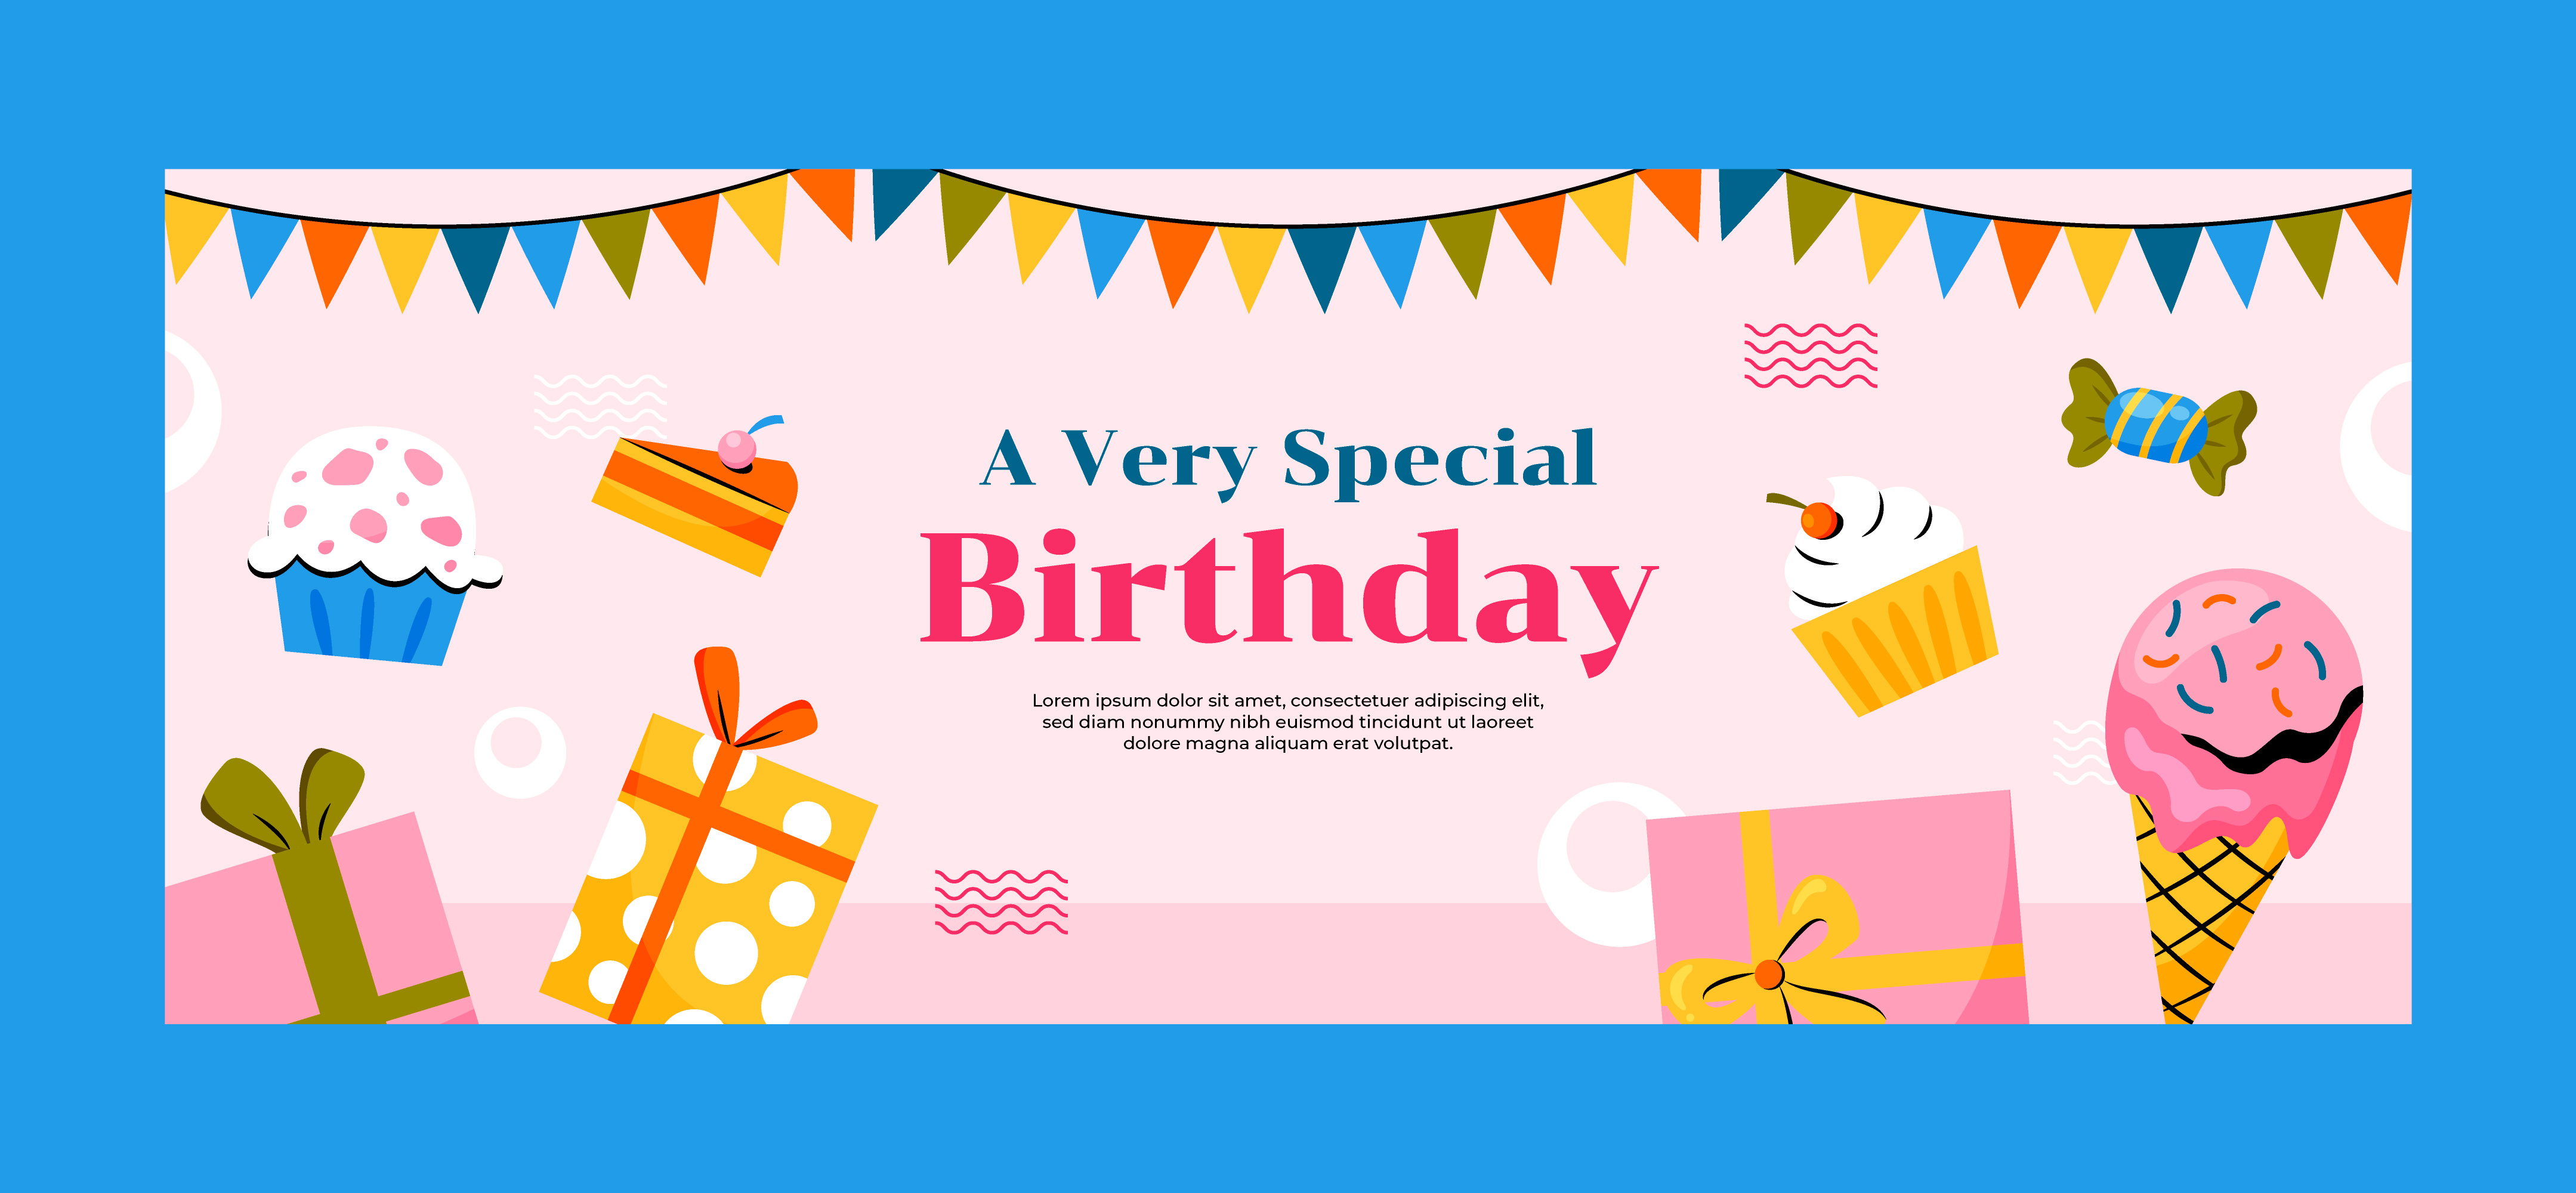 A Very Special
Birthday
Lorem ipsum dolor sit amet, consectetuer adipiscing elit,
sed diam nonummy nibh euismod tincidunt ut laoreet
dolore magna aliquam erat volutpat.